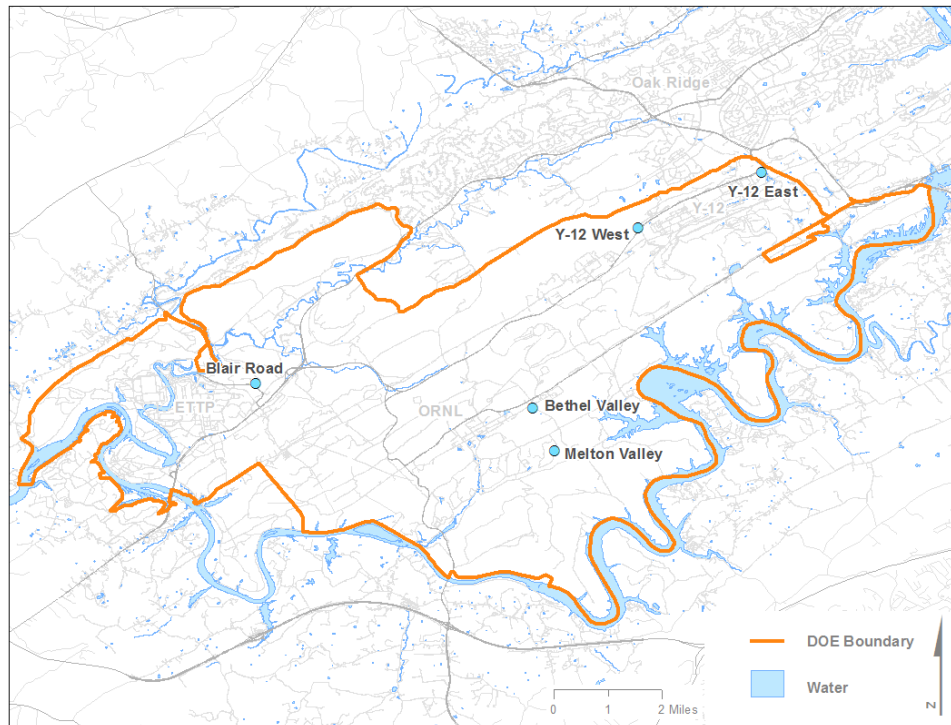 Oak Ridge
Y-12 East
Y-12
Y-12 West
Blair Road
ETTP
ORNL
Bethel Valley
Melton Valley
DOE Boundary
Water
0 1 2 Miles
N